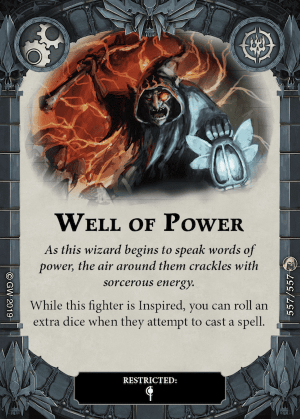 WELL OF POWER
As this wizard begins to speak words of
power, the air around them crackles with
sorcerous energy.
While this fighter is Inspired, you can roll an
extra dice when they attempt to cast a spell.
© GW 2019
557/557
RESTRICTED: